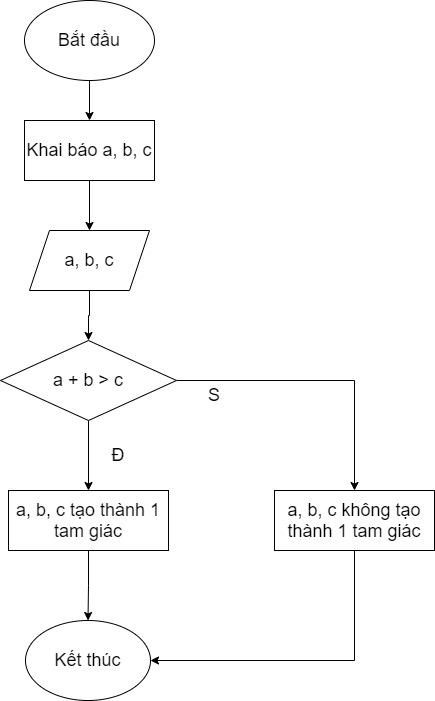 Bắt đầu
Khai báo a, b, c
a, b, c
a + b > c
S
Đ
a, b, c tạo thành 1
tam giác
a, b, c không tạo
thành 1 tam giác
Kết thúc